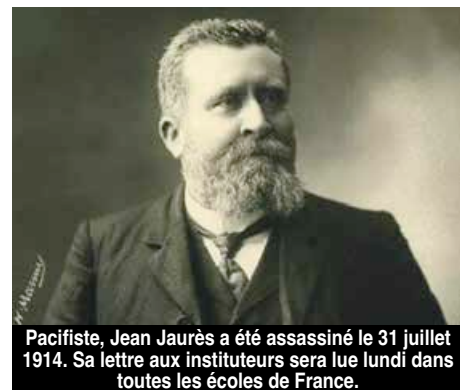 Pacifiste, Jean Jaurès a été assassiné le 31 juillet
1914. Sa lettre aux instituteurs sera lue lundi dans
toutes les écoles de France.